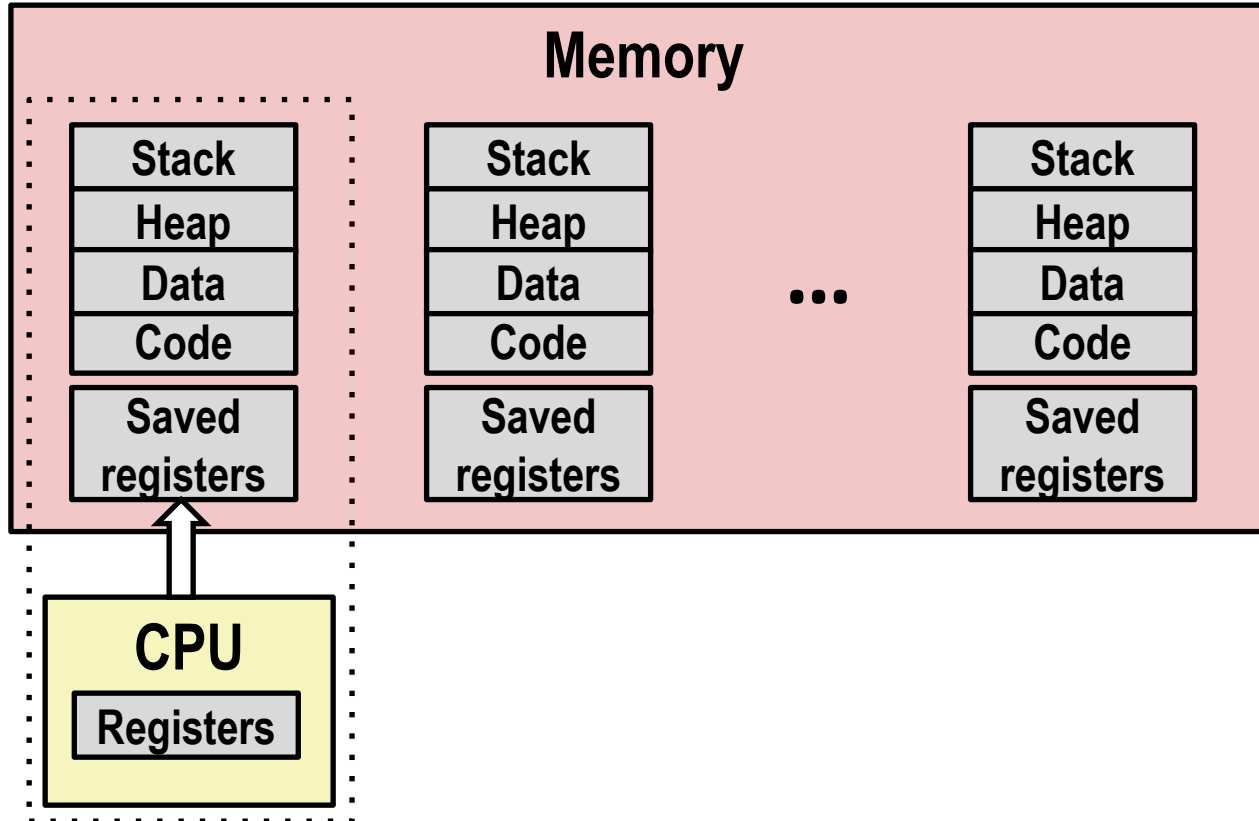 Memory
Stack
Heap
Data
Code
Saved
registers
Stack
Heap
Data
Code
Saved
registers
...
Stack
Heap
Data
Code
Saved
registers
CPU
Registers